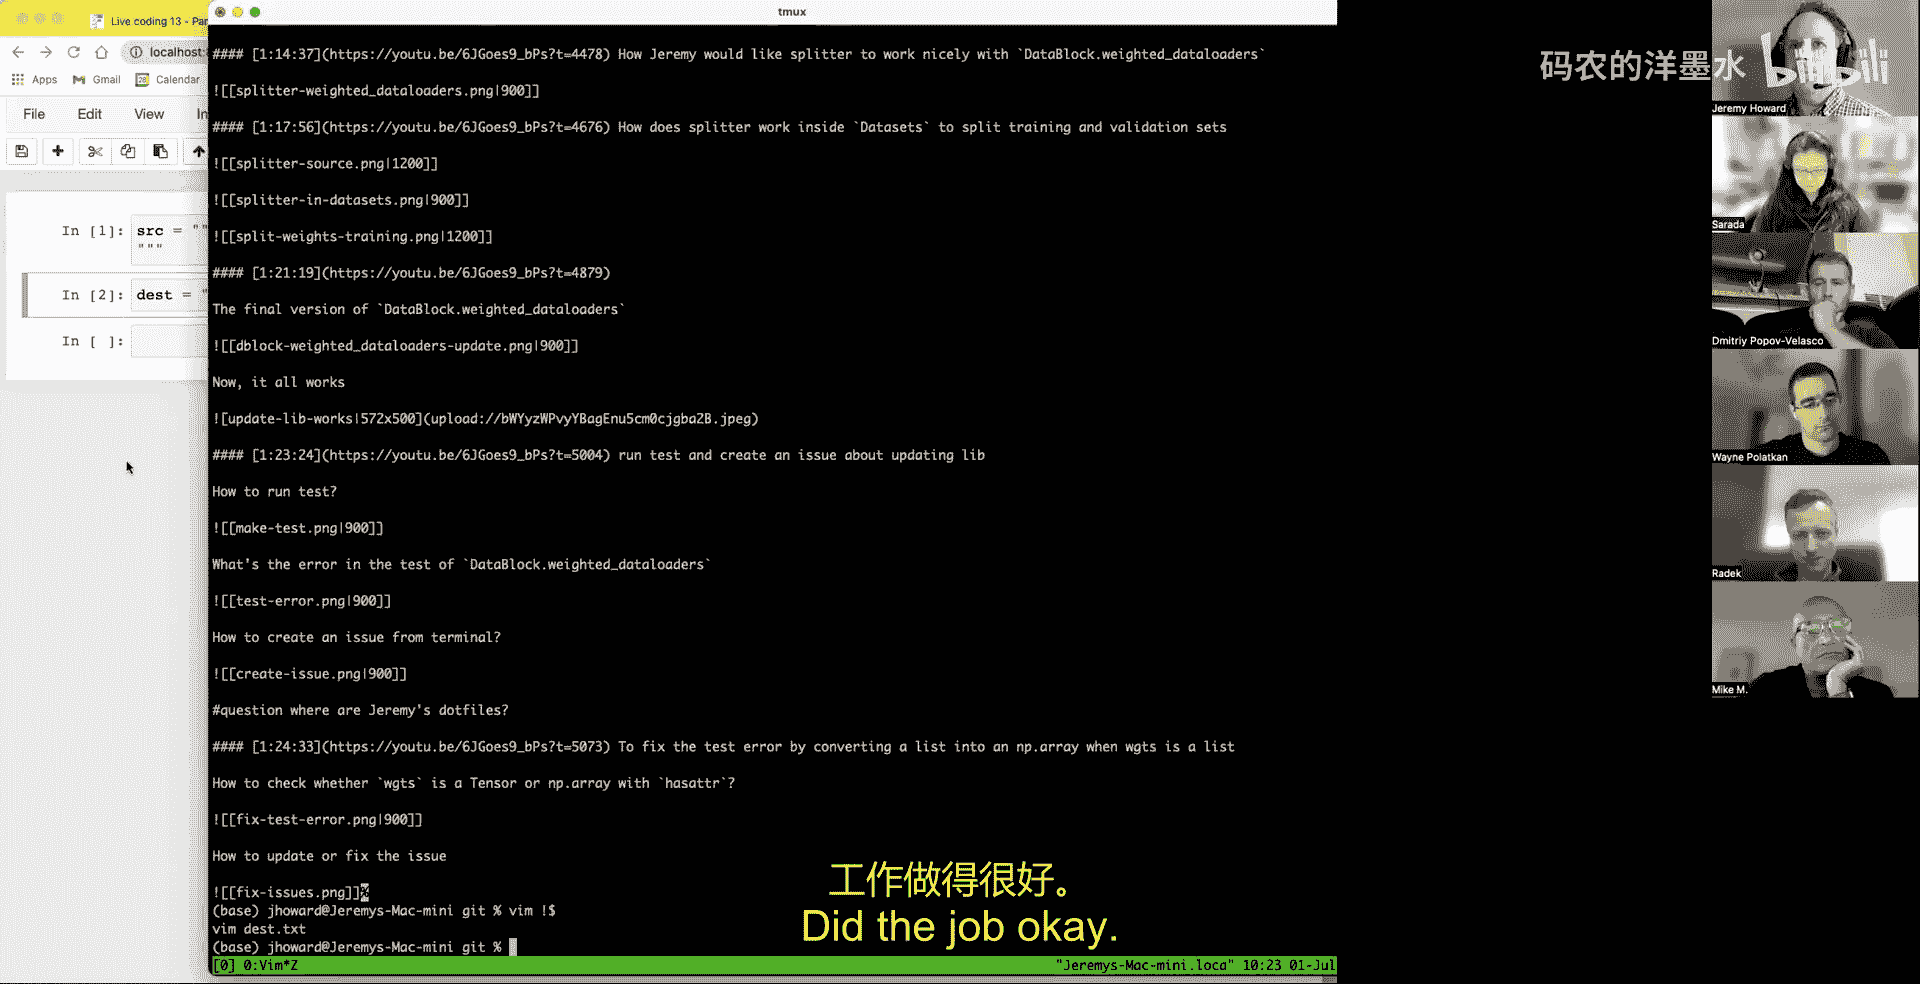 Live coding 13 - Par
localhost:
Apps
Gmail
28
Calendar
File
Edit
View
In
In [1]:
src = ""
"""
In [2]:
dest = "
In [ ]:
tmux
#### [1:14:37](https://youtu.be/6JGoes9_bPs?t=4478) How Jeremy would like splitter to work nicely with `DataBlock.weighted_dataloaders`
![[splitter-weighted_dataloaders.png|900]]
#### [1:17:56](https://youtu.be/6JGoes9_bPs?t=4676) How does splitter work inside `Datasets` to split training and validation sets
![[splitter-source.png|1200]]
![[splitter-in-datasets.png|900]]
![[split-weights-training.png|1200]]
#### [1:21:19](https://youtu.be/6JGoes9_bPs?t=4879)
The final version of `DataBlock.weighted_dataloaders`
![[dblock-weighted_dataloaders-update.png|900]]
Now, it all works
![update-lib-works|572x500](upload://bWYyzWPvyYBagEnu5cm0cjgbaZB.jpeg)
#### [1:23:24](https://youtu.be/6JGoes9_bPs?t=5004) run test and create an issue about updating lib
How to run test?
![[make-test.png|900]]
What's the error in the test of `DataBlock.weighted_dataloaders`
![[test-error.png|900]]
How to create an issue from terminal?
![[create-issue.png|900]]
#question where are Jeremy's dotfiles?
#### [1:24:33](https://youtu.be/6JGoes9_bPs?t=5073) To fix the test error by converting a list into an np.array when wgts is a list
How to check whether `wgts` is a Tensor or np.array with `hasattr`?
![[fix-test-error.png|900]]
How to update or fix the issue
![[fix-issues.png]]%
(base) jhoward@Jeremys-Mac-mini git % vim !$
vim dest.txt
(base) jhoward@Jeremys-Mac-mini git %
[0] 0:Vim*Z
"Jeremys-Mac-mini.loca" 10:23 01-Jul
工作做得很好。
Did the job okay.
码农的洋墨水
bilibili
Jeremy Howard
Sarada
Dmitriy Popov-Velasco
Wayne Polatkan
Radek
Mike M.